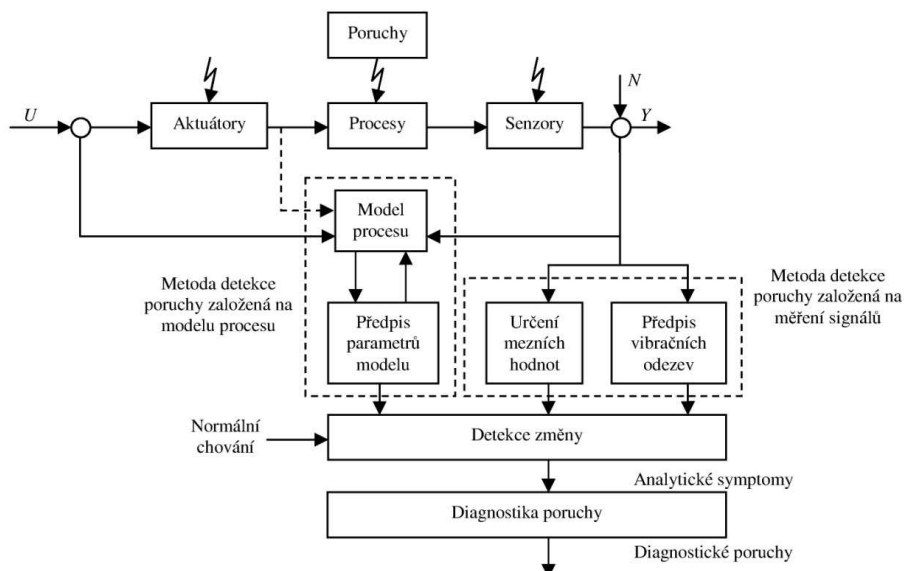 Poruchy
N
U
Aktuátory
Procesy
Senzory
Y
Model
procesu
Metoda detekce
poruchy založená na
modelu procesu
Metoda detekce
poruchy založená na
měření signálů
Předpis
parametrů
modelu
Určení
mezních
hodnot
Předpis
vibračních
odezev
Normální
chování
Detekce změny
Analytické symptomy
Diagnostika poruchy
Diagnostické poruchy